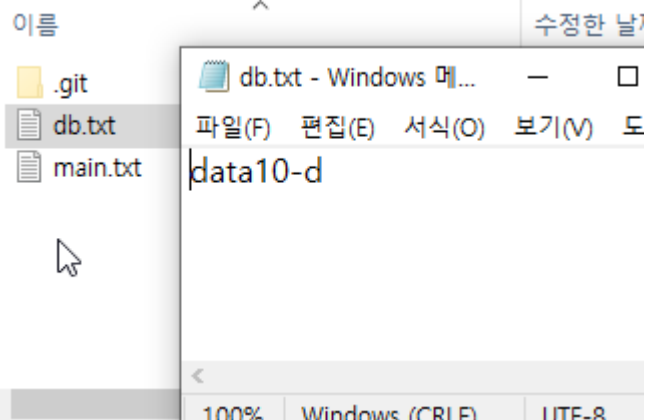 이름 수정한 날
.git
db.txt
main.txt
db.txt - Windows 메...
파일(F) 편집(E) 서식(O) 보기(V) 도
data10-d
100% Windows (CRLF) UTF-8